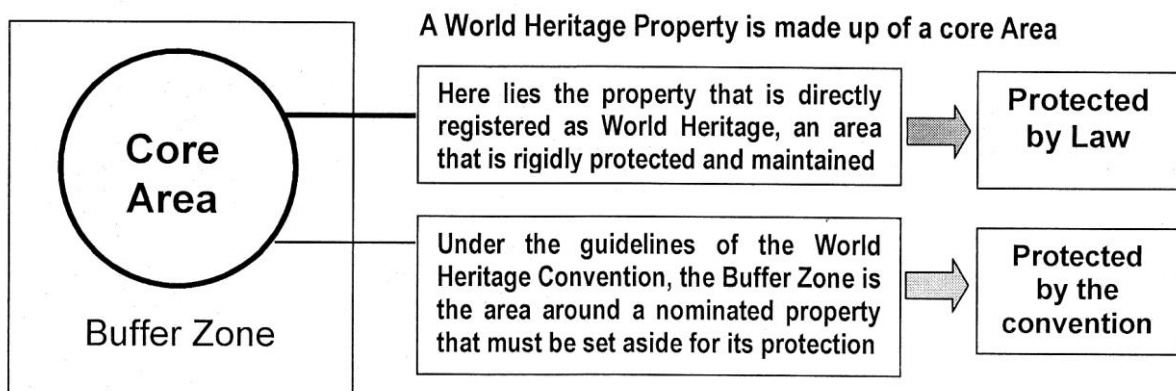 A World Heritage Property is made up of a core Area
Core
Area
Buffer Zone
Here lies the property that is directly
registered as World Heritage, an area
that is rigidly protected and maintained
Protected
by Law
Under the guidelines of the World
Heritage Convention, the Buffer Zone is
the area around a nominated property
that must be set aside for its protection
Protected
by the
convention